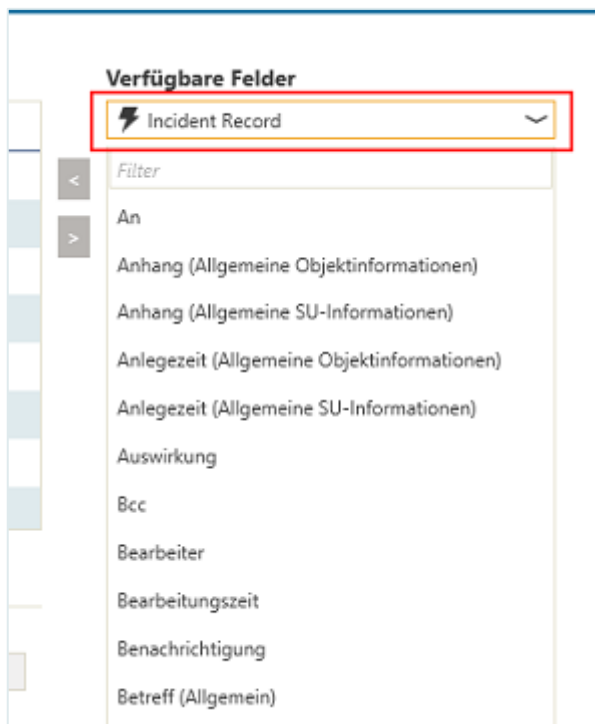 Verfügbare Felder
Incident Record
Filter
<
>
An
Anhang (Allgemeine Objektinformationen)
Anhang (Allgemeine SU-Informationen)
Anlegezeit (Allgemeine Objektinformationen)
Anlegezeit (Allgemeine SU-Informationen)
Auswirkung
Bcc
Bearbeiter
Bearbeitungszeit
Benachrichtigung
Betreff (Allgemein)